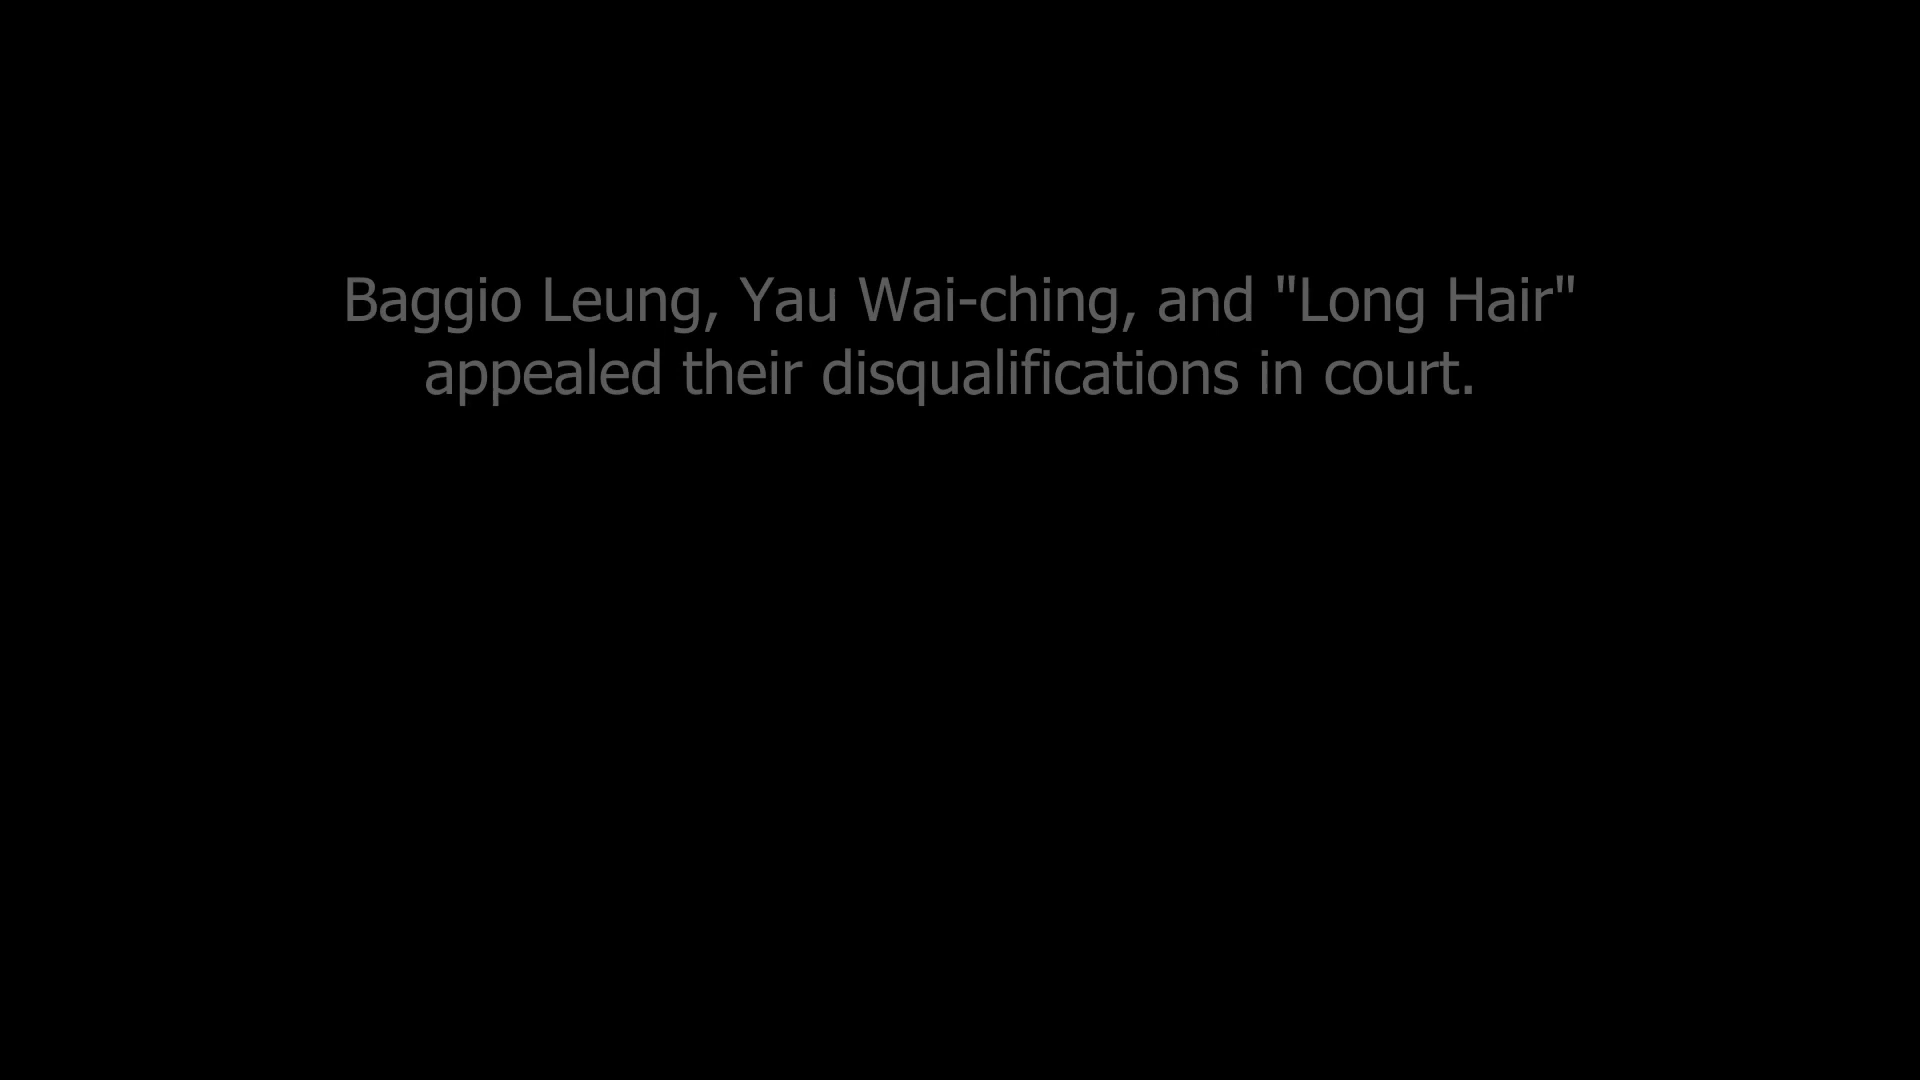 Baggio Leung, Yau Wai-ching, and "Long Hair"
appealed their disqualifications in court.